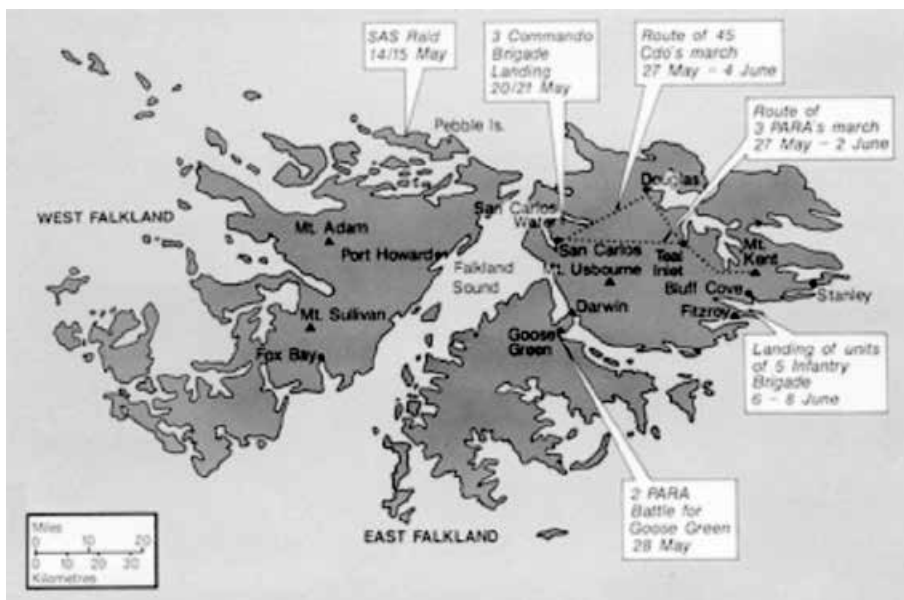 SAS Raid
14/15 May
3 Commando
Brigade
Landing
20/21 May
Route of 45
Cdo's march
27 May - 4 June
Route of
3 PARA's march
27 May - 2 June
Pebble Is.
Douglas
WEST FALKLAND
Mt. Adam
San Carlos
Water
Port Howard
San Carlos
Teal
Inlet
Mt.
Kent
Falkland
Sound
Mt. Usbourne
Bluff Cove
Stanley
Mt. Sullivan
Darwin
Fitzroy
Goose
Green
Fox Bay
Landing of units
of 5 Infantry
Brigade
6 - 8 June
2 PARA
Battle for
Goose Green
28 May
EAST FALKLAND
Miles
0 10 20
0 10 20 30
Kilometres